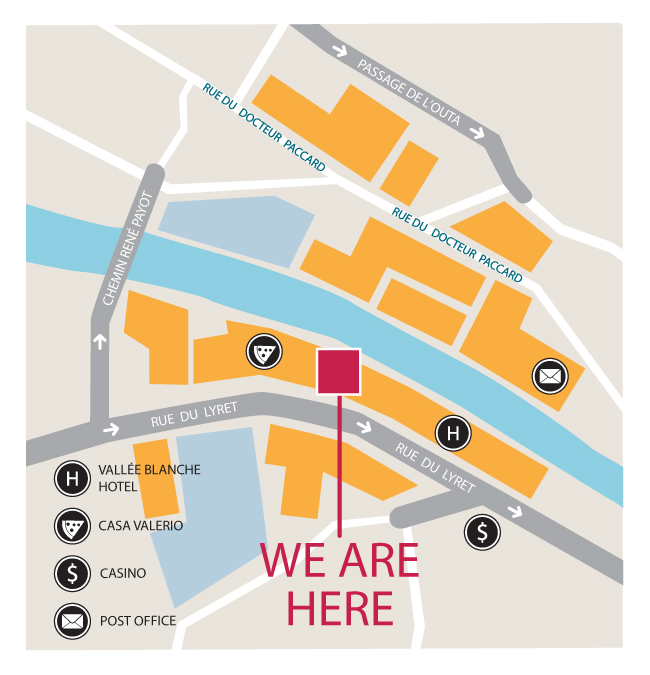 PASSAGE DE L'OUTA
RUE DU DOCTEUR PACCARD
RUE DU DOCTEUR PACCARD
CHEMIN RENÉ PAYOT
RUE DU LYRET
H
RUE DU LYRET
$
H VALLÉE BLANCHE
HOTEL
CASA VALERIO
$ CASINO
POST OFFICE
WE ARE
HERE